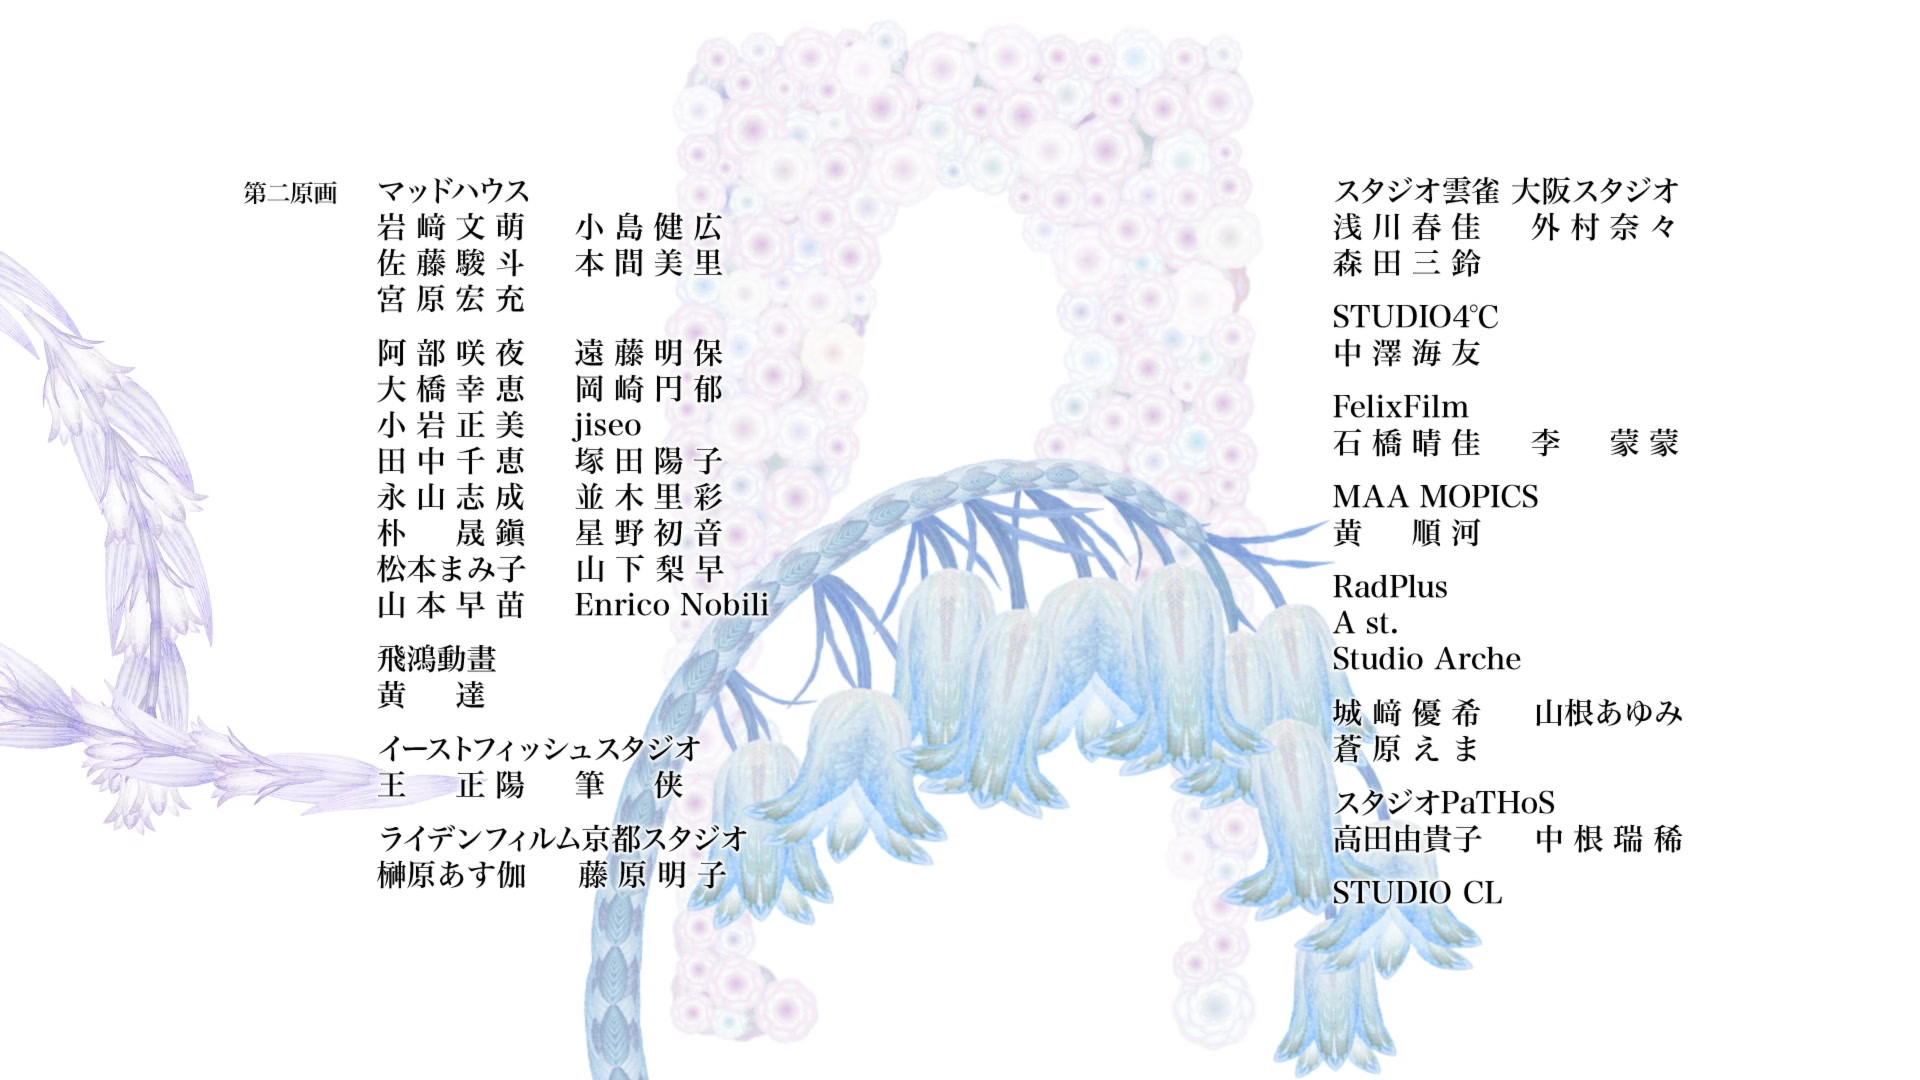 第二原画 マッドハウス
岩﨑文萌 小島健広
佐藤駿斗 本間美里
宮原宏充
阿部咲夜 遠藤明保
大橋幸恵 岡崎円郁
小岩正美 jiseo
田中千恵 塚田陽子
永山志成 並木里彩
朴 晟鎭 星野初音
松本まみ子 山下梨早
山本早苗 Enrico Nobili
飛鴻動畫
黄 達
イーストフィッシュスタジオ
王 正陽 筆 侠
ライデンフィルム京都スタジオ
榊原あす伽 藤原明子
スタジオ雲雀 大阪スタジオ
浅川春佳 外村奈々
森田三鈴
STUDIO4℃
中澤海友
FelixFilm
石橋晴佳 李 蒙蒙
MAA MOPICS
黄 順河
RadPlus
A st.
Studio Arche
城﨑優希 山根あゆみ
蒼原えま
スタジオPaTHoS
高田由貴子 中根瑞稀
STUDIO CL